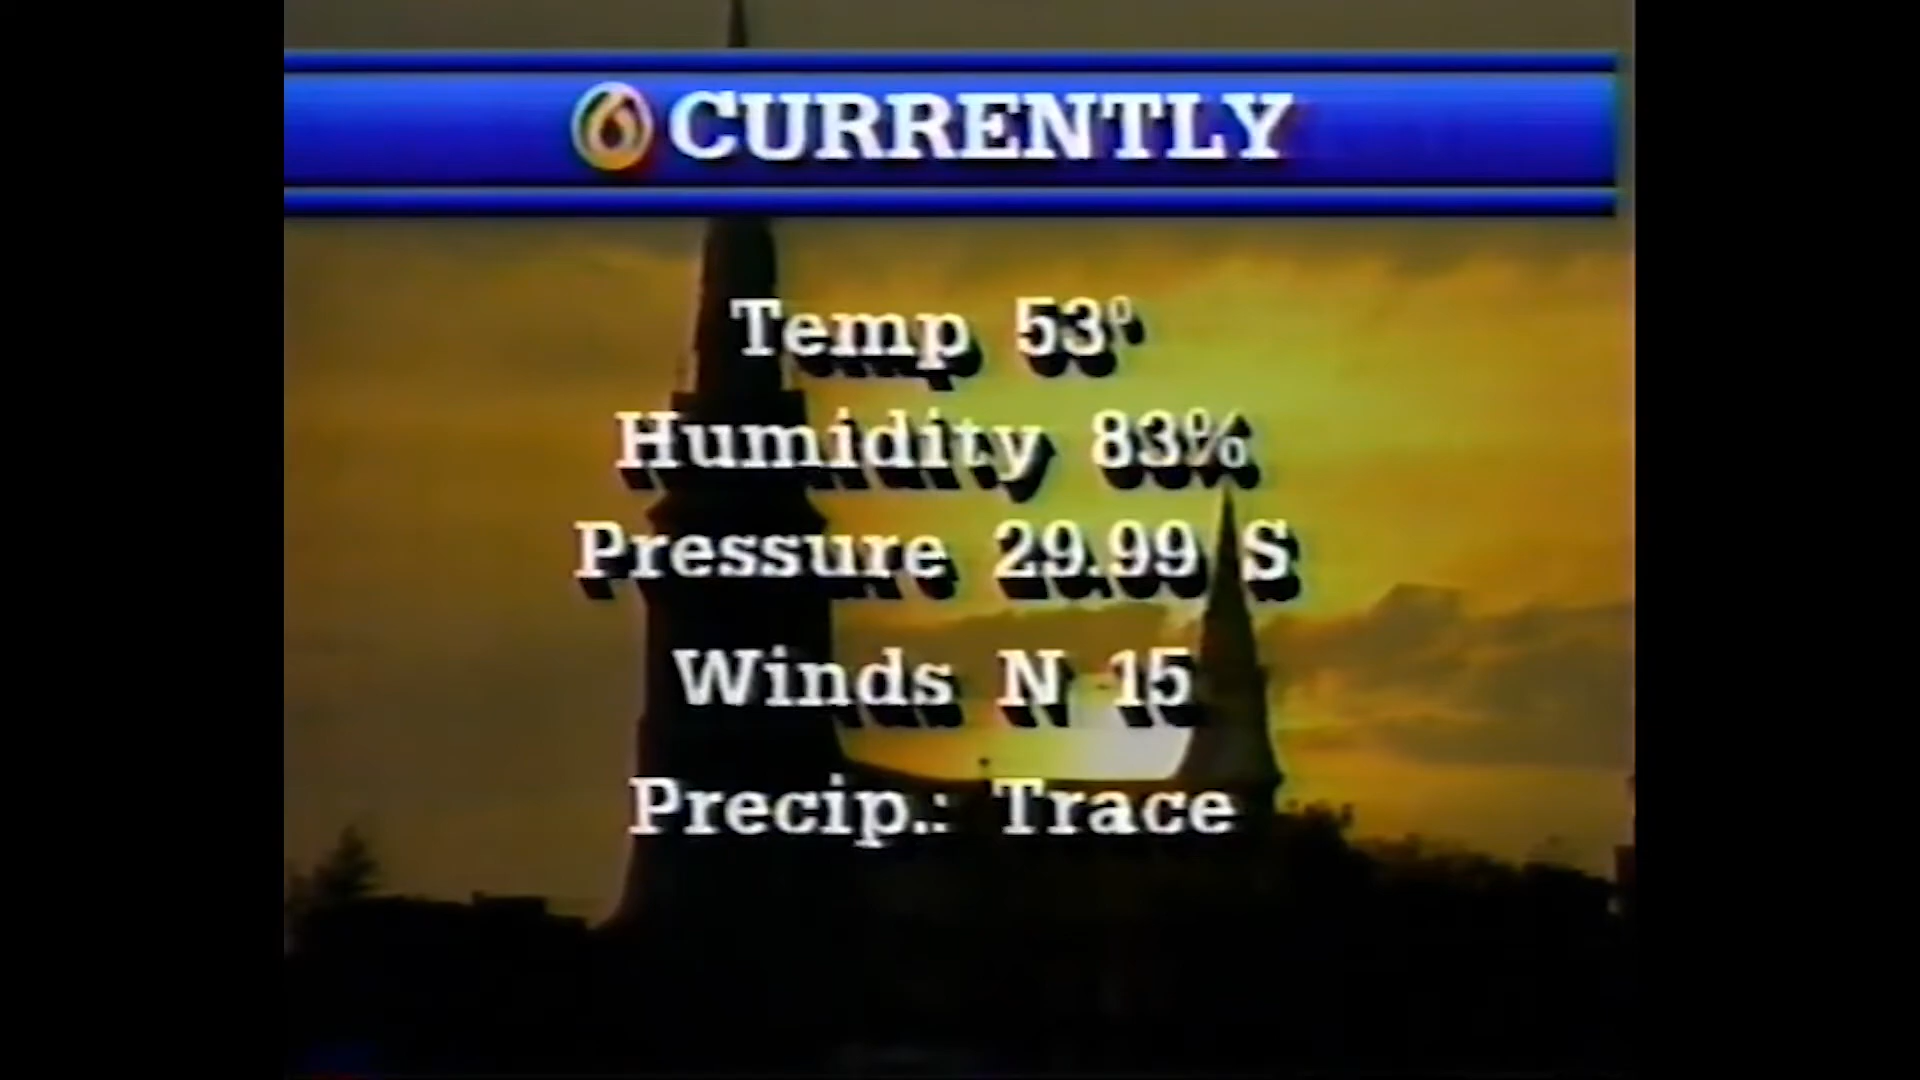 6 CURRENTLY
Temp 53°
Humidity 83%
Pressure 29.99 S
Winds N 15
Precip.: Trace